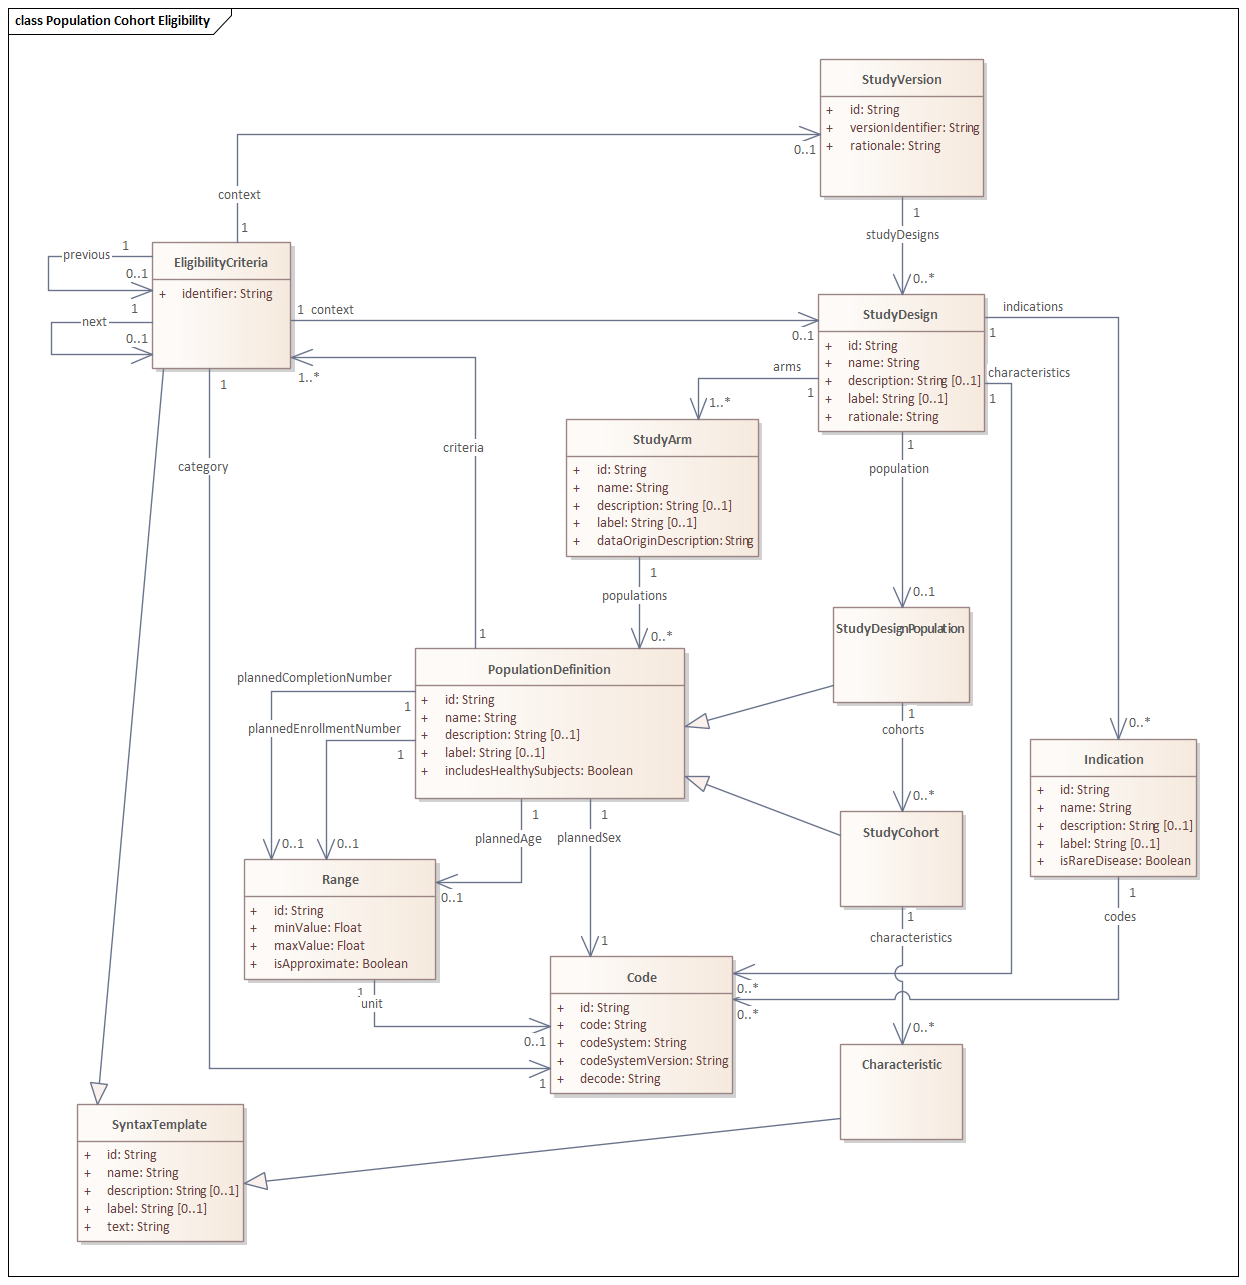 class Population Cohort Eligibility
StudyVersion
+ id: String
+ versionIdentifier: String
+ rationale: String
0..1
context
1
1
studyDesigns
0..*
previous
1
0..1
1
next
0..1
EligibilityCriteria
+ identifier: String
1 context
0..1
1..*
1
category
criteria
1
StudyDesign
+ id: String
+ name: String
+ description: String [0..1]
+ label: String [0..1]
+ rationale: String
indications
1
characteristics
1
arms
1
1..*
1
population
0..1
StudyArm
+ id: String
+ name: String
+ description: String [0..1]
+ label: String [0..1]
+ dataOriginDescription: String
1
populations
0..*
StudyDesignPopulation
1
cohorts
0..*
PopulationDefinition
+ id: String
+ name: String
+ description: String [0..1]
+ label: String [0..1]
+ includesHealthySubjects: Boolean
plannedCompletionNumber
1
plannedEnrollmentNumber
1
0..1
0..1
1
plannedAge
0..1
1
plannedSex
1
0..*
Indication
+ id: String
+ name: String
+ description: String [0..1]
+ label: String [0..1]
+ isRareDisease: Boolean
1
codes
StudyCohort
1
characteristics
0..*
Range
+ id: String
+ minValue: Float
+ maxValue: Float
+ isApproximate: Boolean
1
unit
0..1
1
Code
+ id: String
+ code: String
+ codeSystem: String
+ codeSystemVersion: String
+ decode: String
0..*
0..*
Characteristic
SyntaxTemplate
+ id: String
+ name: String
+ description: String [0..1]
+ label: String [0..1]
+ text: String